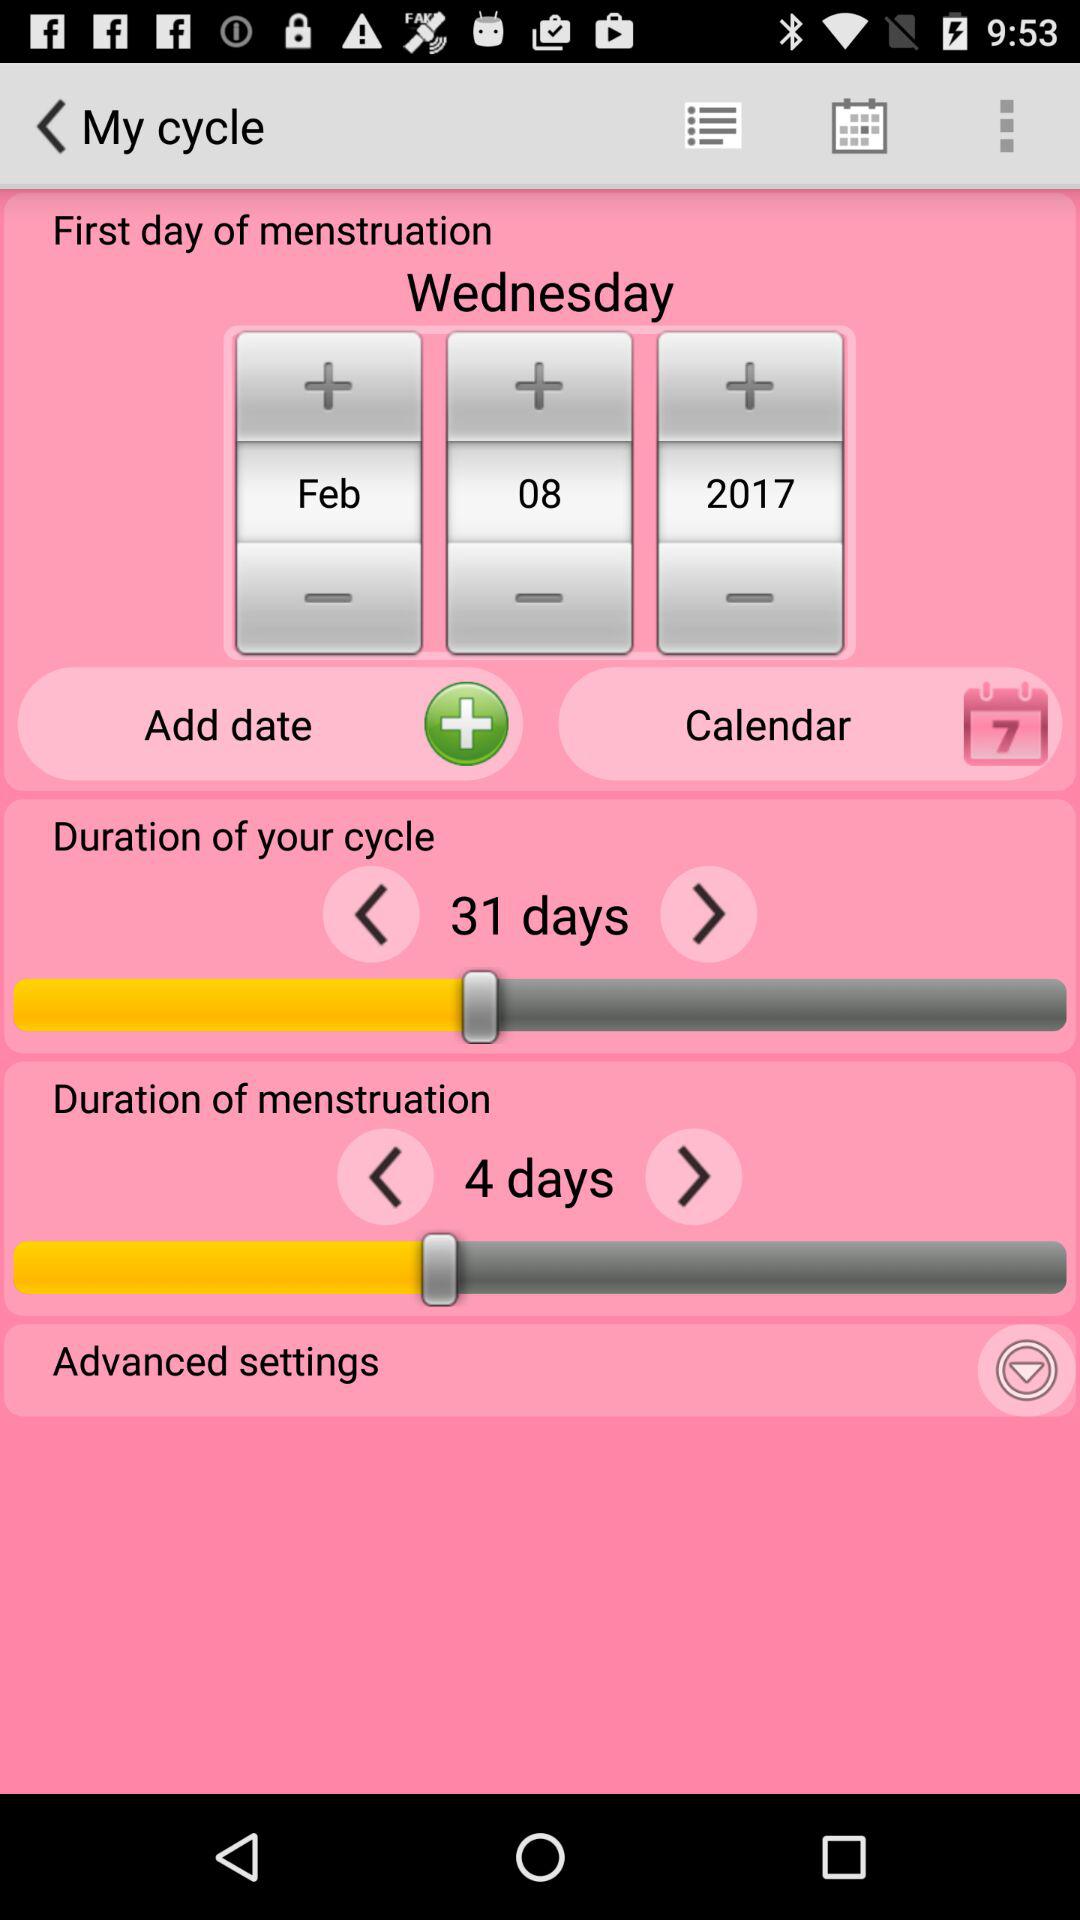 FAKE
9:53
My cycle
First day of menstruation
Wednesday
Feb 08 2017
Add date
Calendar
7
Duration of your cycle
31 days
Duration of menstruation
4 days
Advanced settings